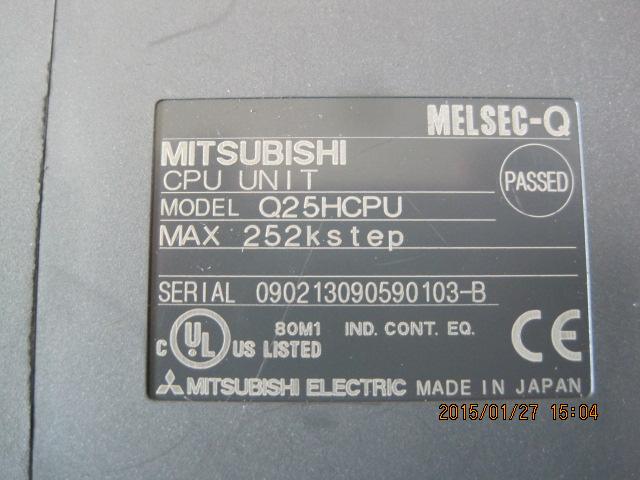 MELSEC-Q
MITSUBISHI
CPU UNIT
PASSED
MODEL Q25HCPU
MAX 252kstep
SERIAL 090213090590103-B
C UL US LISTED 80M1 IND. CONT. EQ. CE
MITSUBISHI ELECTRIC MADE IN JAPAN
2015/01/27 15:04